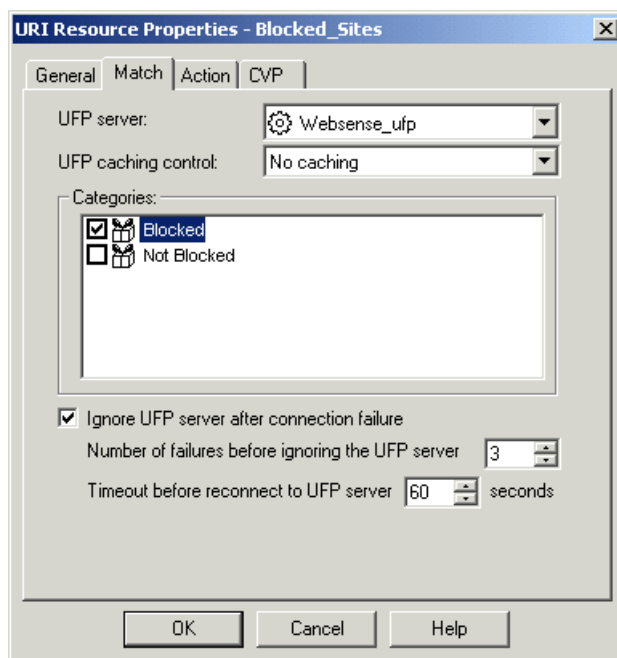 URI Resource Properties - Blocked_Sites
General Match Action CVP
UFP server: Websense_ufp
UFP caching control: No caching
Categories:
Blocked
Not Blocked
Ignore UFP server after connection failure
Number of failures before ignoring the UFP server 3
Timeout before reconnect to UFP server 60 seconds
OK Cancel Help